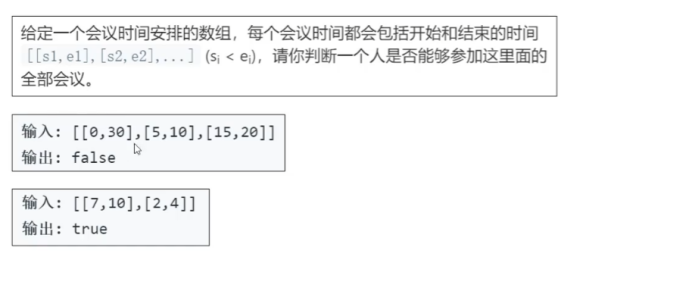 给定一个会议时间安排的数组，每个会议时间都会包括开始和结束的时间
[[s1,e1],[s2,e2],...] (sᵢ < eᵢ)，请你判断一个人是否能够参加这里面的
全部会议。
输入: [[0,30],[5,10],[15,20]]
输出: false
输入: [[7,10],[2,4]]
输出: true